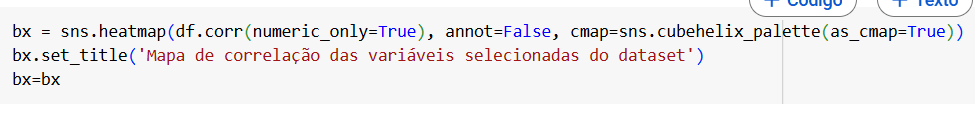 + Código + Texto
bx = sns.heatmap(df.corr(numeric_only=True), annot=False, cmap=sns.cubehelix_palette(as_cmap=True))
bx.set_title('Mapa de correlação das variáveis selecionadas do dataset')
bx=bx